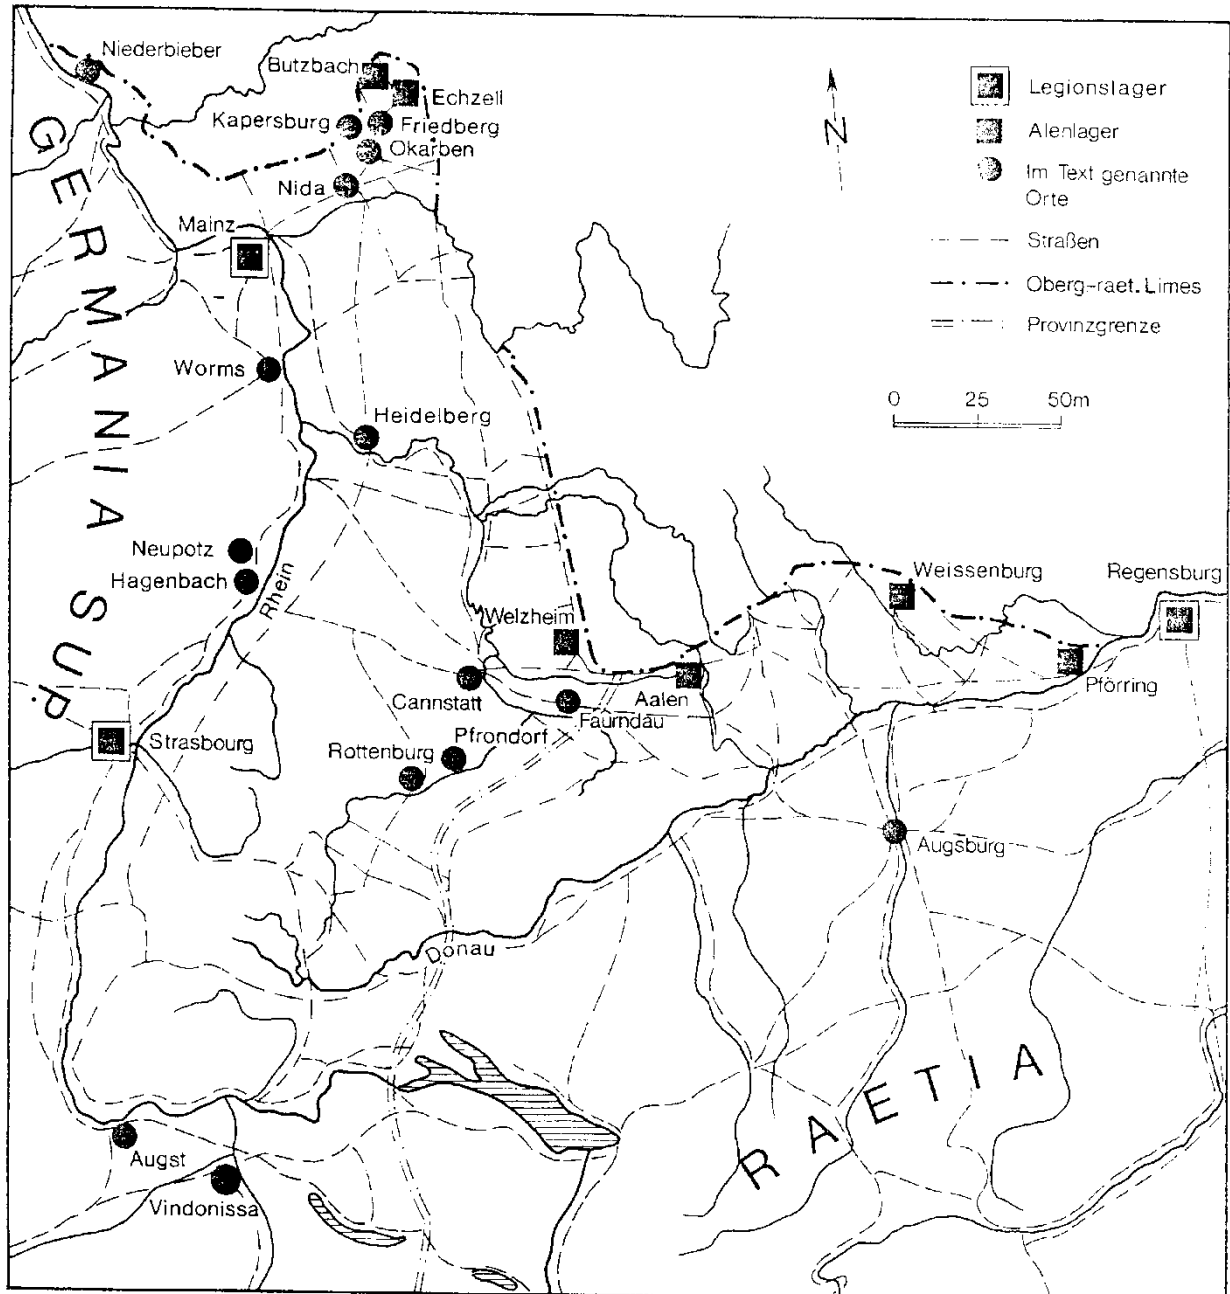 Niederbieber
Butzbach
Echzell
Kapersburg
Friedberg
Okarben
Nida
Mainz
Worms
Heidelberg
Neupotz
Hagenbach
Rhein
Welzheim
Cannstatt
Faurndau
Aalen
Pfrondorf
Rottenburg
Strasbourg
Weissenburg
Regensburg
Pförring
Augsburg
Donau
Augst
Vindonissa
GERMANIA SUP.
RAETIA
N
Legionslager
Alenlager
Im Text genannte
Orte
Straßen
Oberg-raet. Limes
Provinzgrenze
0 25 50m